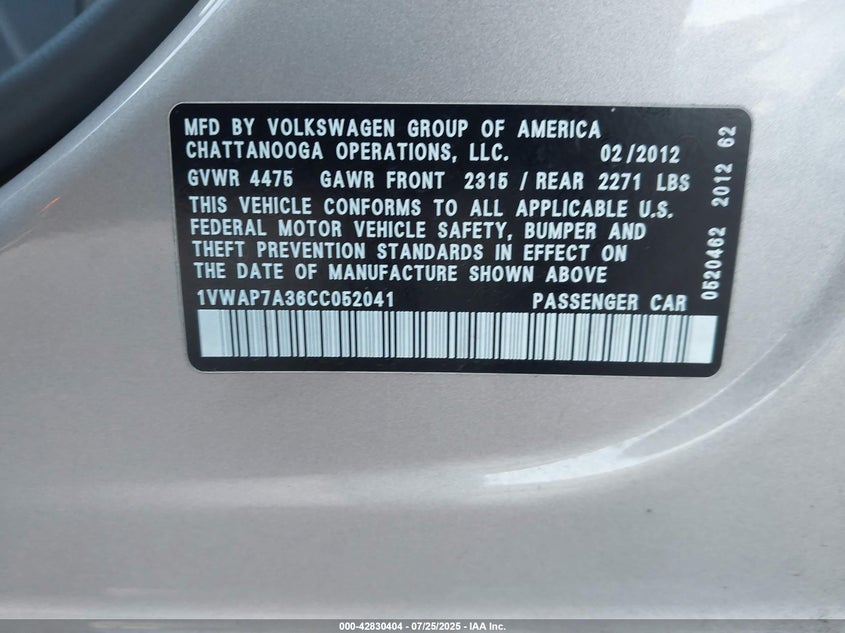 MFD BY VOLKSWAGEN GROUP OF AMERICA
CHATTANOOGA OPERATIONS, LLC. 02/2012
GVWR 4475 GAWR FRONT 2315 / REAR 2271 LBS
THIS VEHICLE CONFORMS TO ALL APPLICABLE U.S.
FEDERAL MOTOR VEHICLE SAFETY, BUMPER AND
THEFT PREVENTION STANDARDS IN EFFECT ON
THE DATE OF MANUFACTURE SHOWN ABOVE
1VWAP7A36CC052041 PASSENGER CAR
0520462 2012 62
000-42830404 - 07/25/2025 - IAA Inc.